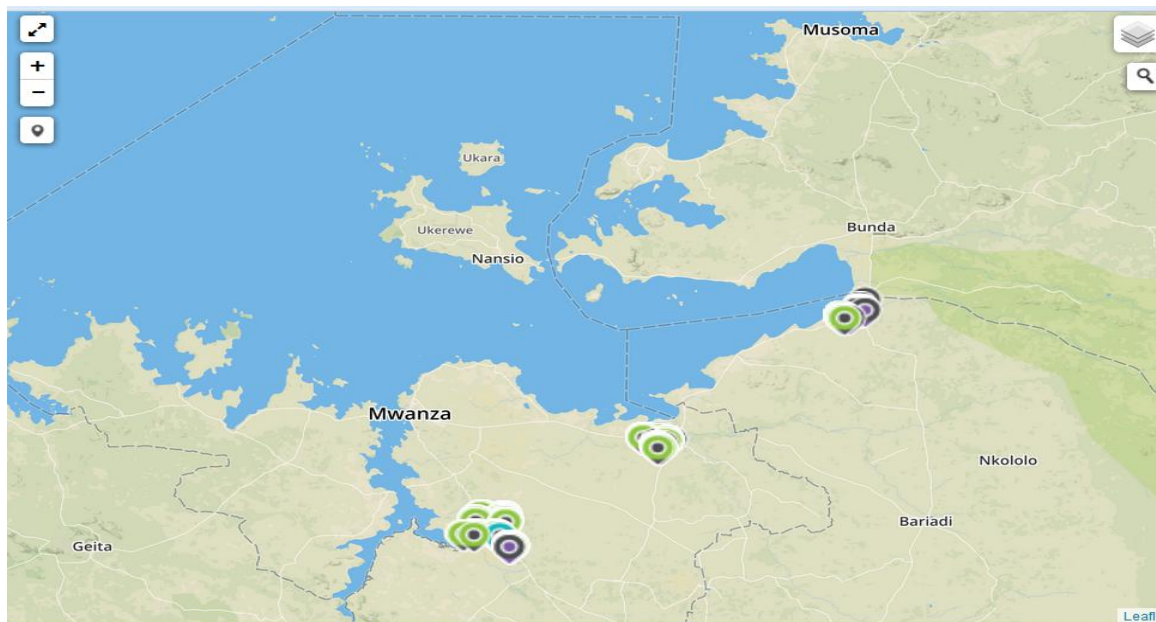 Musoma
+
−
Ukara
Bunda
Ukerewe
Nansio
Mwanza
Nkololo
Bariadi
Geita
Leafl